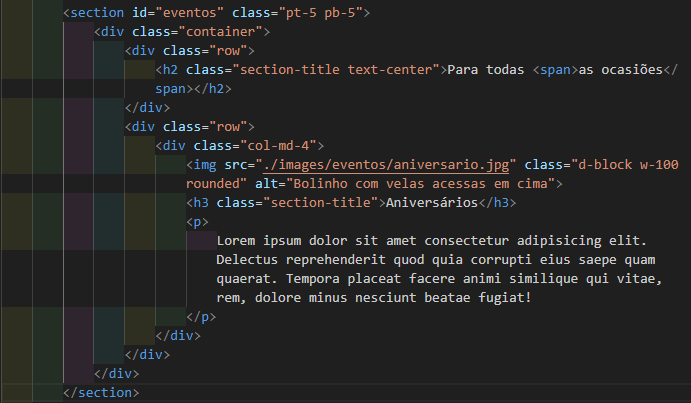 <section id="eventos" class="pt-5 pb-5">
<div class="container">
<div class="row">
<h2 class="section-title text-center">Para todas <span>as ocasiões</
span></h2>
</div>
<div class="row">
<div class="col-md-4">
<img src="./images/eventos/aniversario.jpg" class="d-block w-100
rounded" alt="Bolinho com velas acessas em cima">
<h3 class="section-title">Aniversários</h3>
<p>
Lorem ipsum dolor sit amet consectetur adipisicing elit.
Delectus reprehenderit quod quia corrupti eius saepe quam
quaerat. Tempora placeat facere animi similique qui vitae,
rem, dolore minus nesciunt beatae fugiat!
</p>
</div>
</div>
</div>
</section>